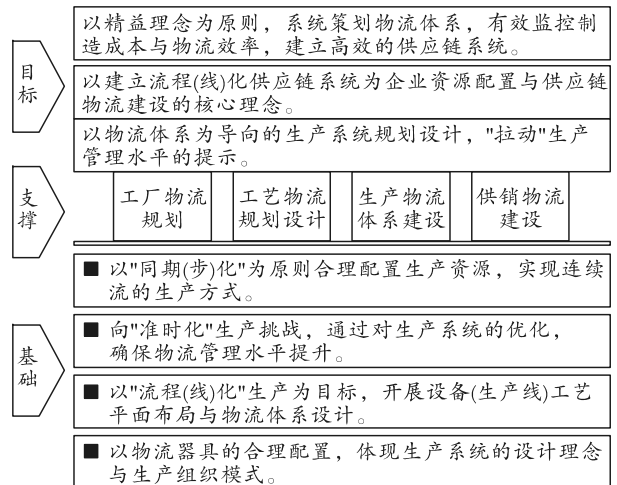 以精益理念为原则，系统策划物流体系，有效监控制
造成本与物流效率，建立高效的供应链系统。
目标
以建立流程(线)化供应链系统为企业资源配置与供应链
物流建设的核心理念。
以物流体系为导向的生产系统规划设计，"拉动"生产
管理水平的提示。
支撑
工厂物流
规划
工艺物流
规划设计
生产物流
体系建设
供销物流
建设
■ 以"同期(步)化"为原则合理配置生产资源，实现连续
流的生产方式。
■ 向"准时化"生产挑战，通过对生产系统的优化，
确保物流管理水平提升。
基础
■ 以"流程(线)化"生产为目标，开展设备(生产线)工艺
平面布局与物流体系设计。
■ 以物流器具的合理配置，体现生产系统的设计理念
与生产组织模式。